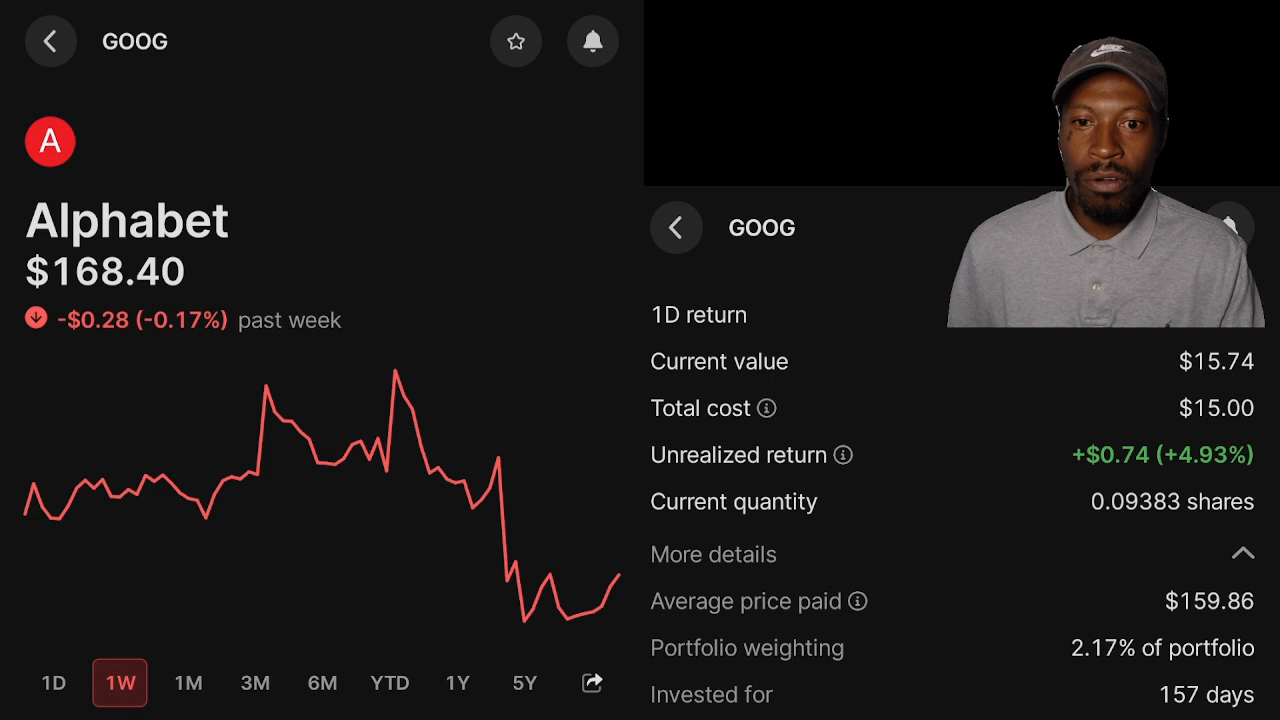 GOOG
A
Alphabet
$168.40
-$0.28 (-0.17%) past week
1D 1W 1M 3M 6M YTD 1Y 5Y
NIKE
GOOG
1D return
Current value $15.74
Total cost $15.00
Unrealized return +$0.74 (+4.93%)
Current quantity 0.09383 shares
More details
Average price paid $159.86
Portfolio weighting 2.17% of portfolio
Invested for 157 days